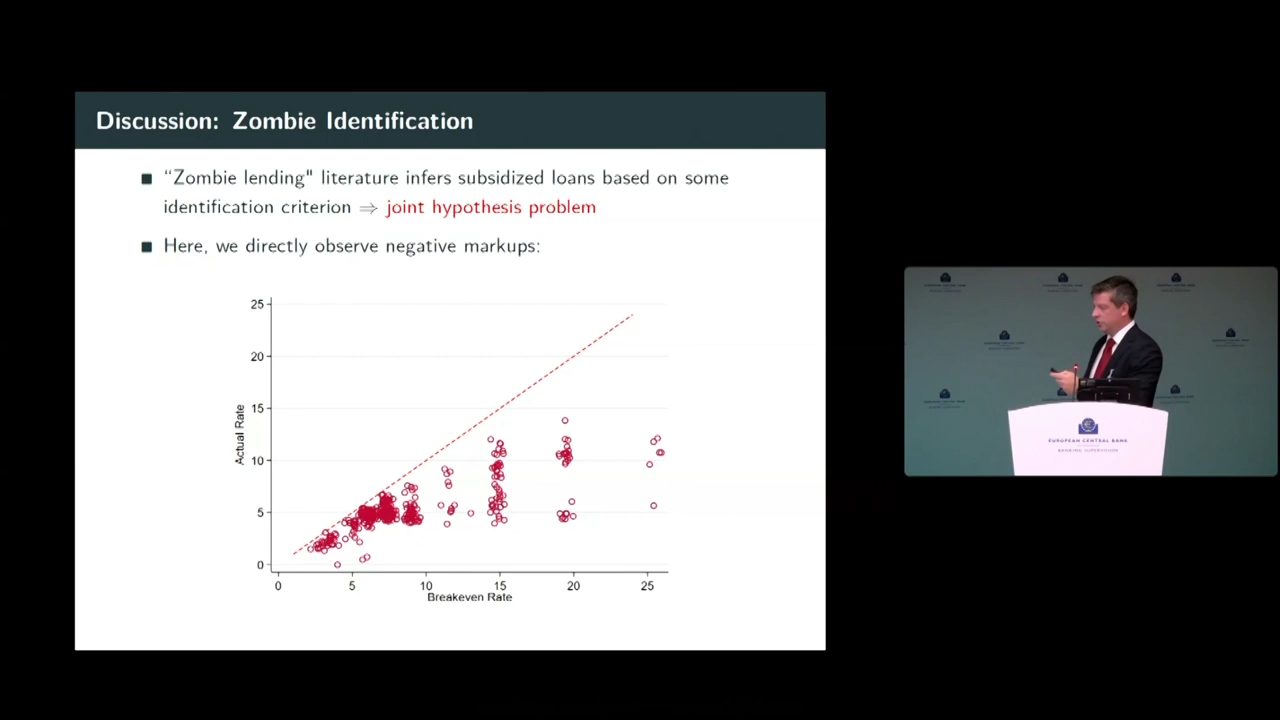 Discussion: Zombie Identification
■ “Zombie lending" literature infers subsidized loans based on some
identification criterion ⇒ joint hypothesis problem
■ Here, we directly observe negative markups:
25
20
15
10
5
0
Actual Rate
0 5 10 15 20 25
Breakeven Rate
EUROPEAN CENTRAL BANK
BANKING SUPERVISION